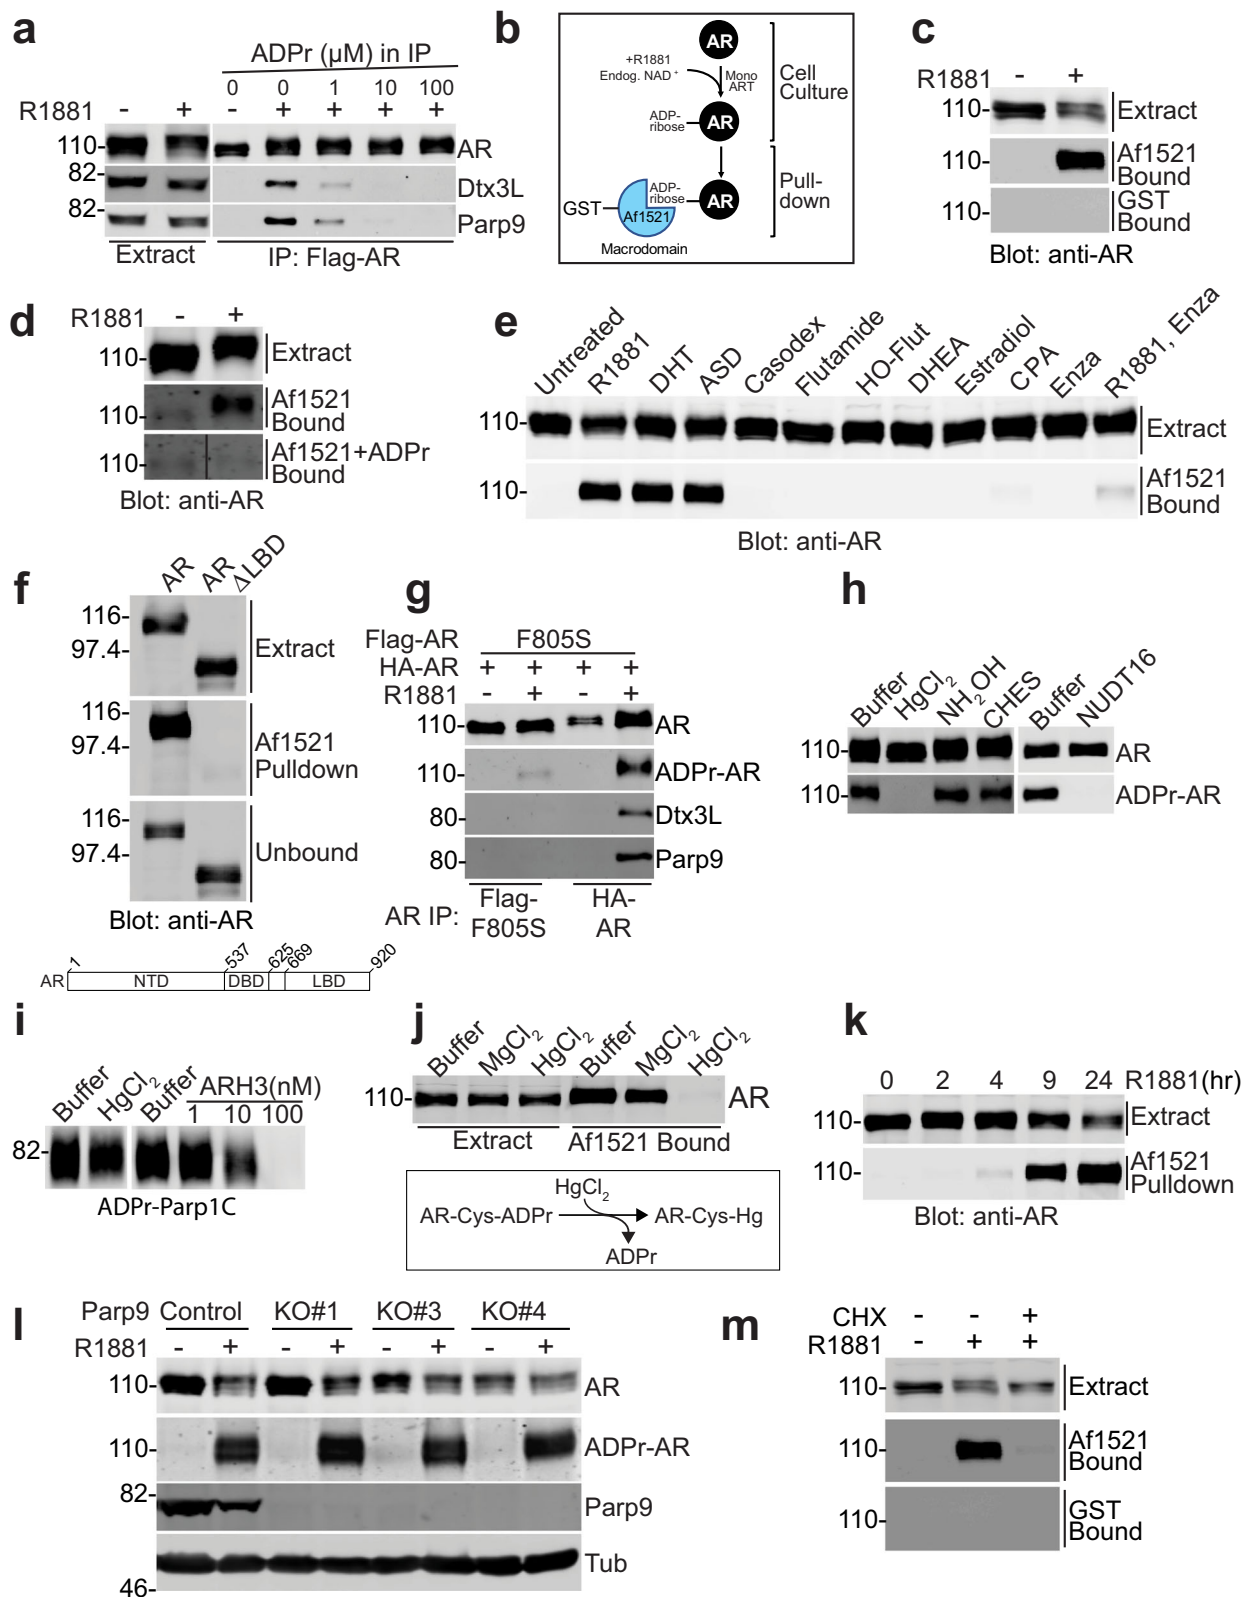 a
ADPr (µM) in IP
0 0 1 10 100
R1881 - + - + + + +
110- AR
82-
Dtx3L
82-
Parp9
Extract IP: Flag-AR
b
AR
+R1881
Endog. NAD+
Mono
ART
Cell
Culture
ADP-
ribose
AR
Pull-
down
GST
ADP-
ribose
Af1521
AR
Macrodomain
c
R1881 - +
110- Extract
110- Af1521
Bound
110- GST
Bound
Blot: anti-AR
d
R1881 - +
110- Extract
110- Af1521
Bound
110- Af1521+ADPr
Bound
Blot: anti-AR
e
Untreated R1881 DHT ASD Casodex Flutamide HO-Flut DHEA Estradiol CPA Enza R1881, Enza
110- Extract
110- Af1521
Bound
Blot: anti-AR
f
AR AR ΔLBD
116-
97.4-
Extract
116-
97.4-
Af1521
Pulldown
116-
97.4-
Unbound
Blot: anti-AR
1 537 625 669 920
AR NTD DBD LBD
g
Flag-AR F805S
HA-AR + + + +
R1881 - + - +
110- AR
110- ADPr-AR
80- Dtx3L
80- Parp9
AR IP: Flag-
F805S
HA-
AR
h
Buffer HgCl2 NH2OH CHES Buffer NUDT16
110- AR
110- ADPr-AR
i
Buffer HgCl2 Buffer ARH3(nM)
1 10 100
82-
ADPr-Parp1C
j
Buffer MgCl2 HgCl2 Buffer MgCl2 HgCl2
110- AR
Extract Af1521 Bound
HgCl2
AR-Cys-ADPr AR-Cys-Hg
ADPr
k
0 2 4 9 24 R1881(hr)
110- Extract
110- Af1521
Pulldown
Blot: anti-AR
l
Parp9 Control KO#1 KO#3 KO#4
R1881 - + - + - + - +
110- AR
110- ADPr-AR
82-
Parp9
Tub
46-
m
CHX - - +
R1881 - + +
110- Extract
110- Af1521
Bound
110- GST
Bound